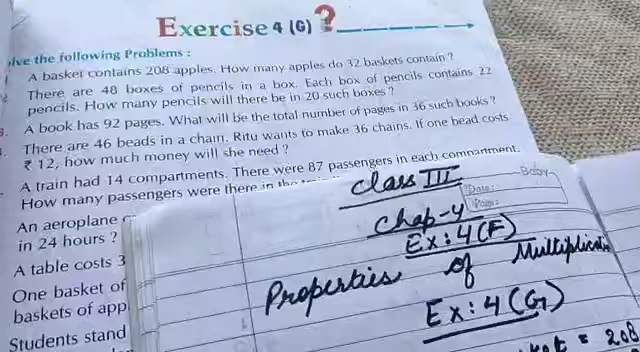 Exercise 4 (G) ?
lve the following Problems :
A basket contains 208 apples. How many apples do 32 baskets contain ?
There are 48 boxes of pencils in a box. Each box of pencils contains 22
pencils. How many pencils will there be in 20 such boxes ?
3. A book has 92 pages. What will be the total number of pages in 36 such books ?
There are 46 beads in a chain. Ritu wants to make 36 chains. If one bead costs
₹ 12, how much money will she need ?
A train had 14 compartments. There were 87 passengers in each compartment.
How many passengers were there in the
An aeroplane
in 24 hours ?
A table costs 3
One basket of
baskets of app
Students stand
Baby
Date:
Page:
Class III
Chap-4
Ex: 4 (F)
Properties of Multiplication
Ex: 4 (G)
= 208